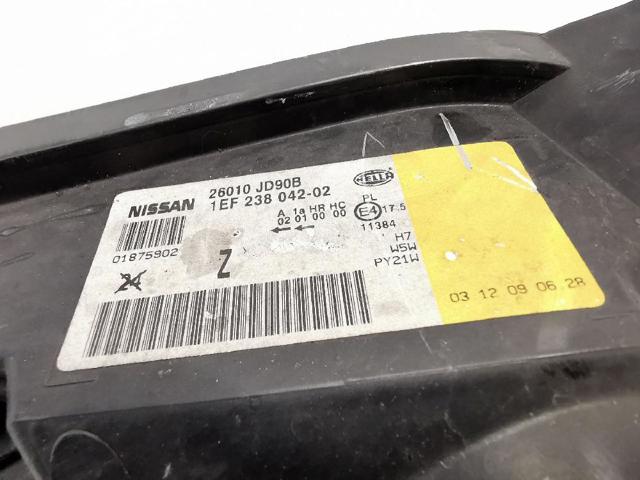 26010 JD90B
NISSAN 1EF 238 042-02
HELLA
A 1a HR HC
02 01 00 00
PL
E4 17.5
11384
01875902
Z
H7
W5W
PY21W
24
03 12 09 06 28